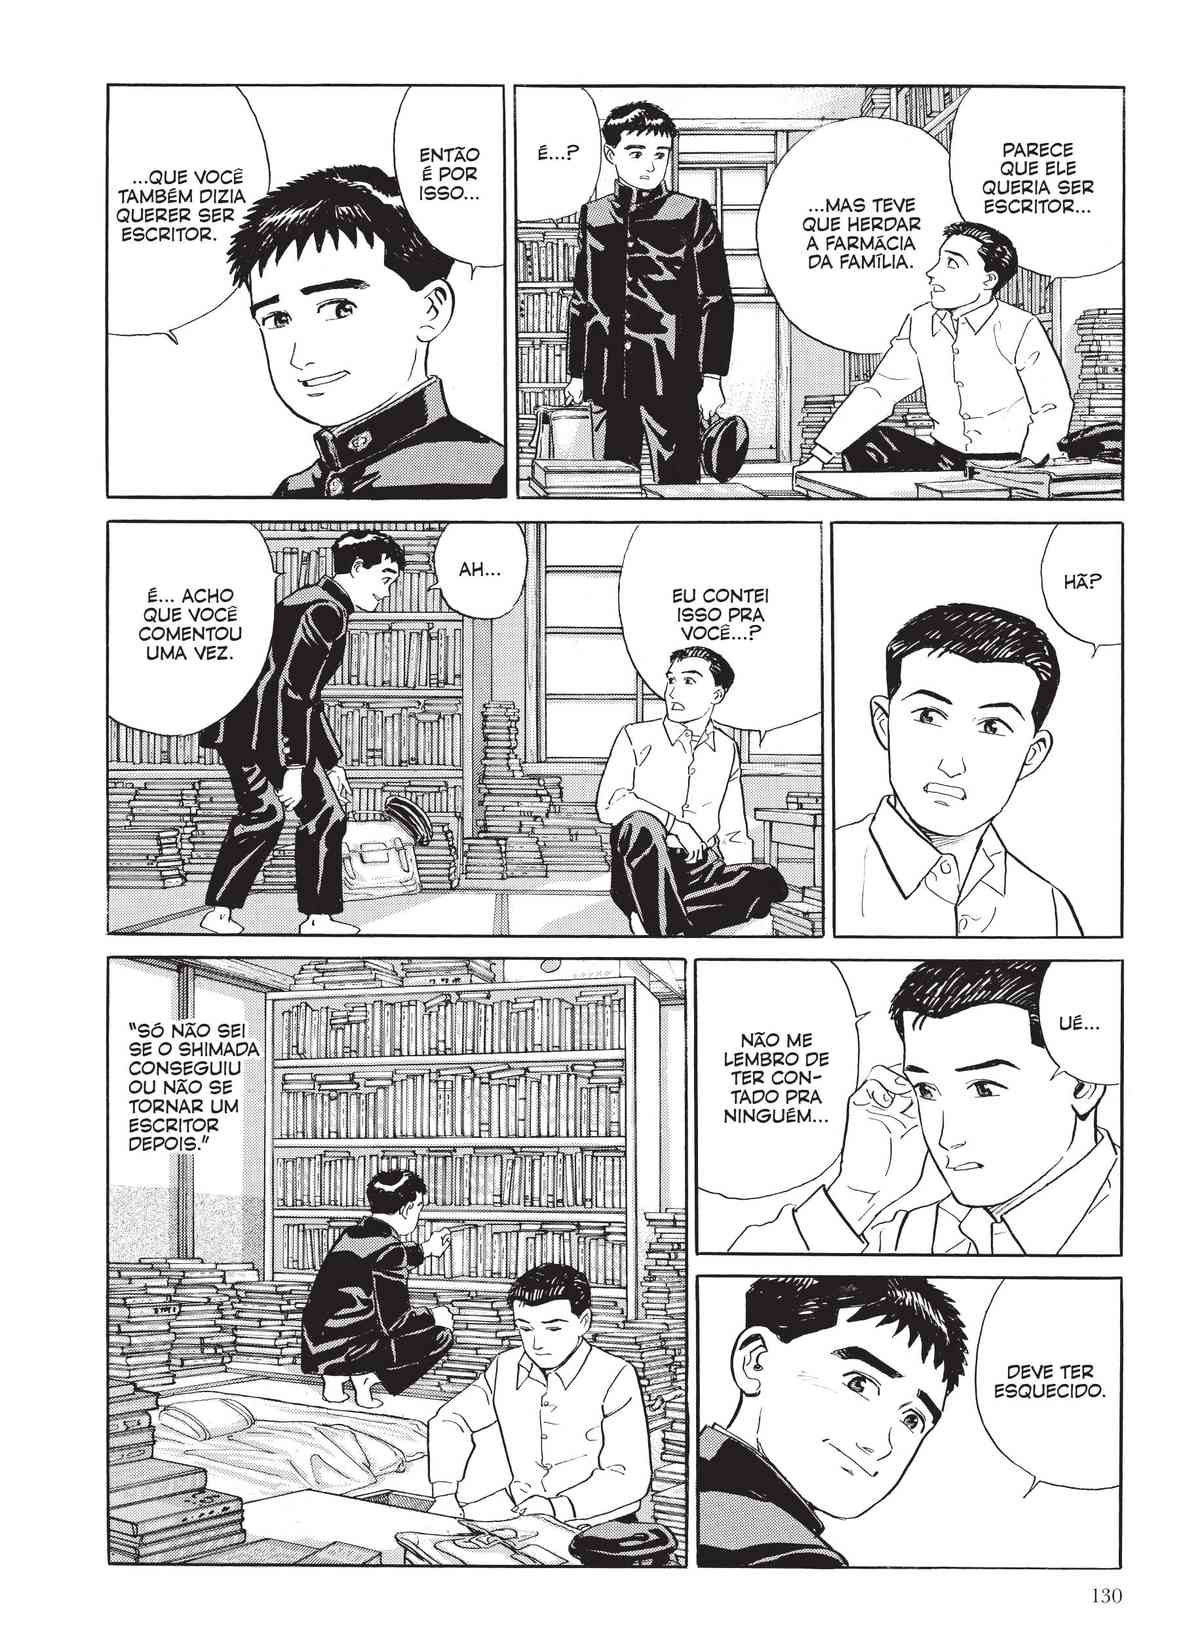 PARECE
QUE ELE
QUERIA SER
ESCRITOR...
...MAS TEVE
QUE HERDAR
A FARMÁCIA
DA FAMÍLIA.
É...?
ENTÃO
É POR
ISSO...
...QUE VOCÊ
TAMBÉM DIZIA
QUERER SER
ESCRITOR.
HÃ?
EU CONTEI
ISSO PRA
VOCÊ...?
AH...
É... ACHO
QUE VOCÊ
COMENTOU
UMA VEZ.
UÉ...
NÃO ME
LEMBRO DE
TER CON-
TADO PRA
NINGUÉM...
DEVE TER
ESQUECIDO.
"SÓ NÃO SEI
SE O SHIMADA
CONSEGUIU
OU NÃO SE
TORNAR UM
ESCRITOR
DEPOIS."
130